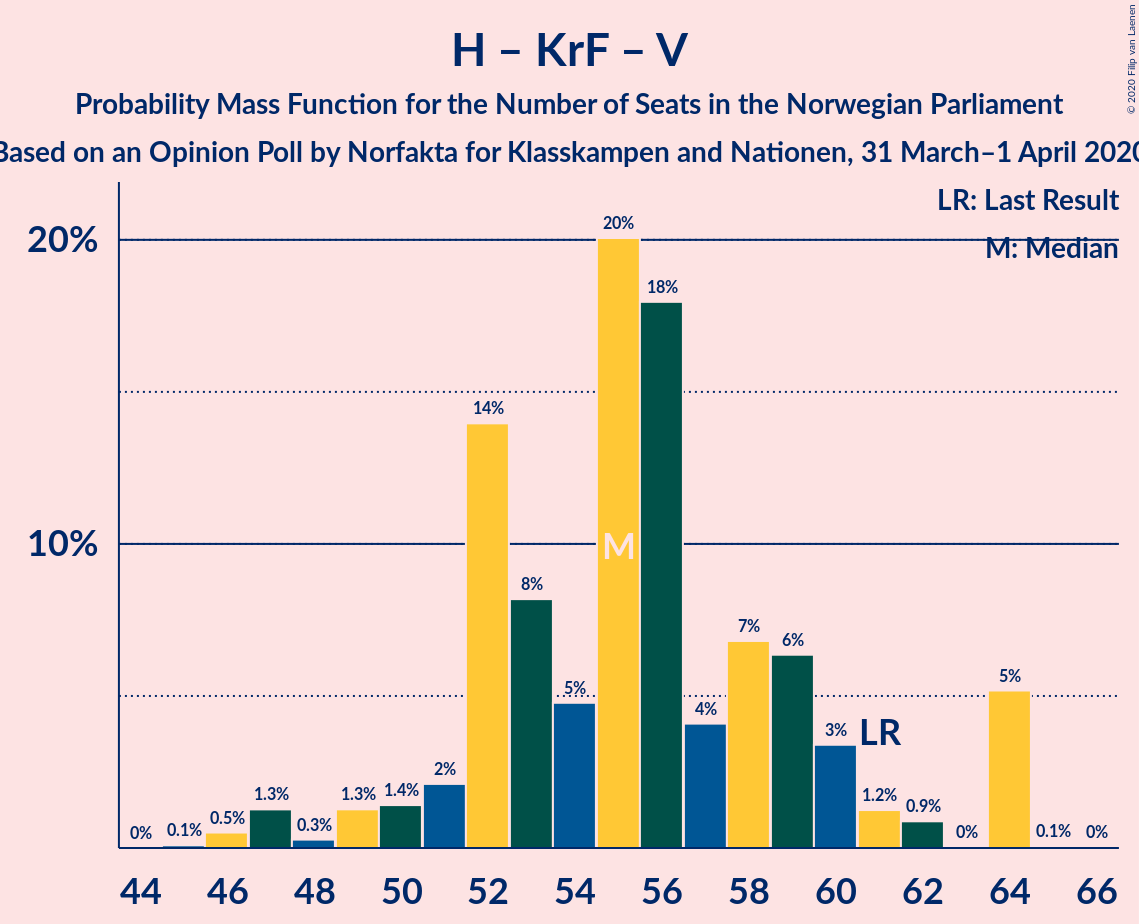 H – KrF – V
Probability Mass Function for the Number of Seats in the Norwegian Parliament
Based on an Opinion Poll by Norfakta for Klasskampen and Nationen, 31 March–1 April 2020
© 2020 Filip van Laenen
LR: Last Result
M: Median
20%
10%
0%
0.1%
0.5%
1.3%
0.3%
1.3%
1.4%
2%
14%
8%
5%
20%
18%
4%
7%
6%
3%
1.2%
0.9%
0%
5%
0.1%
0%
M
LR
44 46 48 50 52 54 56 58 60 62 64 66